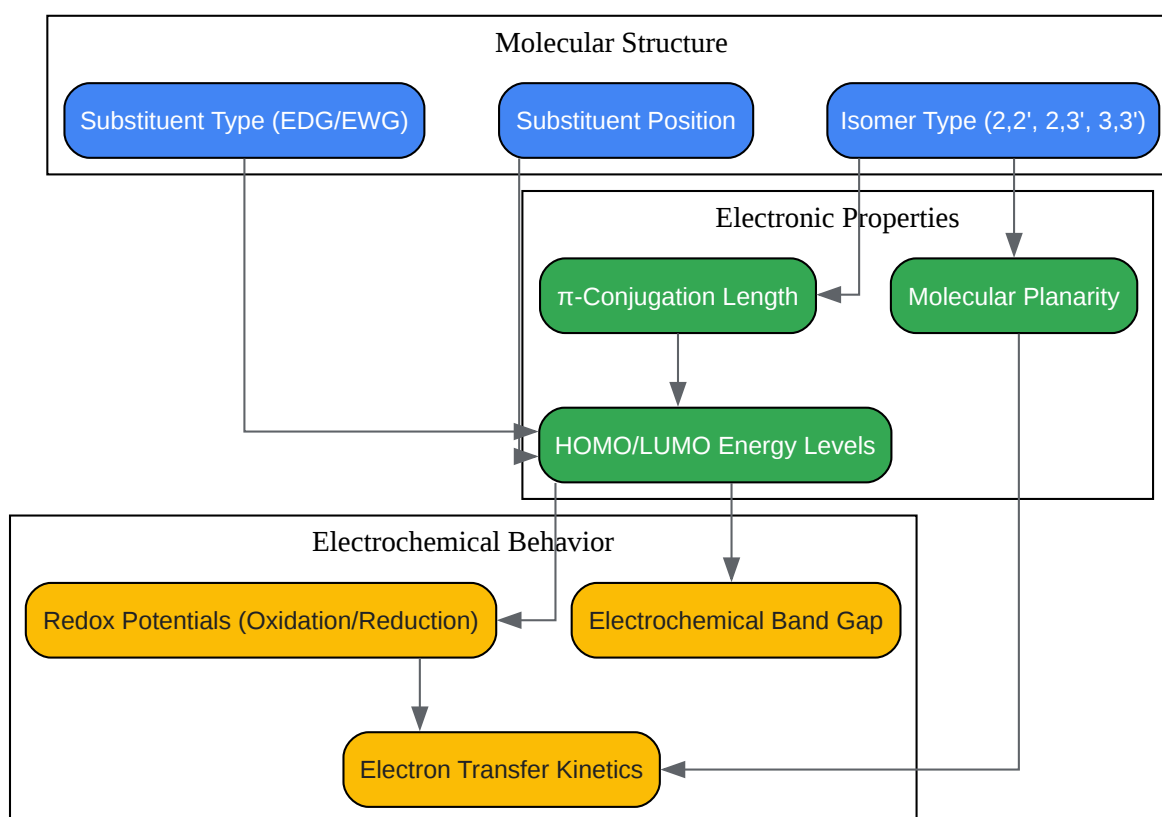 Molecular Structure
Substituent Type (EDG/EWG)
Substituent Position
Isomer Type (2,2', 2,3', 3,3')
Electronic Properties
π-Conjugation Length
Molecular Planarity
HOMO/LUMO Energy Levels
Electrochemical Behavior
Redox Potentials (Oxidation/Reduction)
Electrochemical Band Gap
Electron Transfer Kinetics